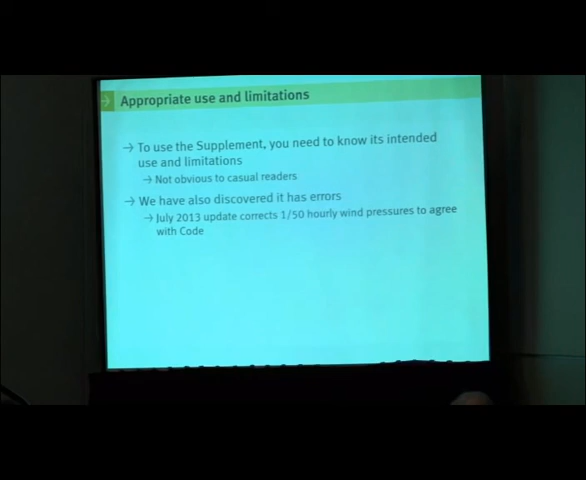 → Appropriate use and limitations
→ To use the Supplement, you need to know its intended
use and limitations
→ Not obvious to casual readers
→ We have also discovered it has errors
→ July 2013 update corrects 1/50 hourly wind pressures to agree
with Code